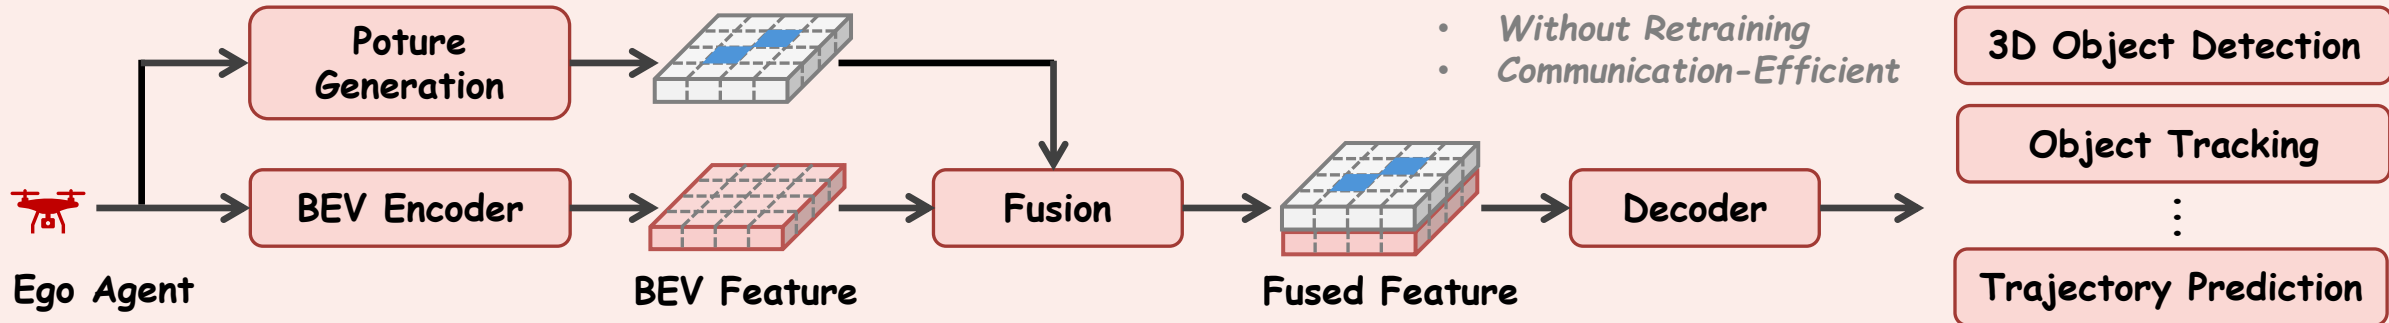 Poture
Generation
• Without Retraining
• Communication-Efficient
3D Object Detection
Object Tracking
BEV Encoder
Fusion
Decoder
Ego Agent
BEV Feature
Fused Feature
Trajectory Prediction